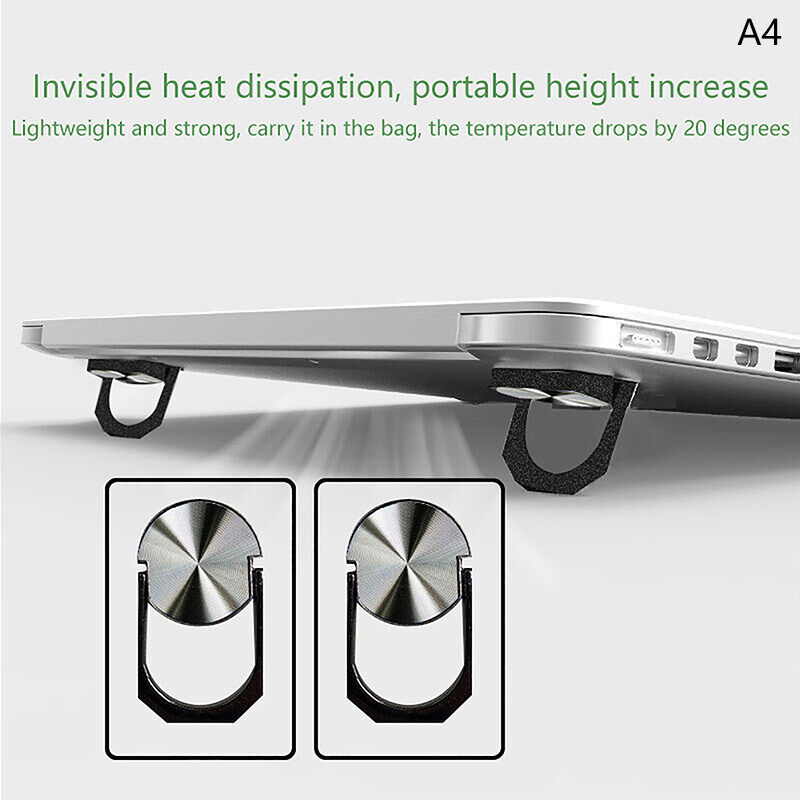 A4
Invisible heat dissipation, portable height increase
Lightweight and strong, carry it in the bag, the temperature drops by 20 degrees